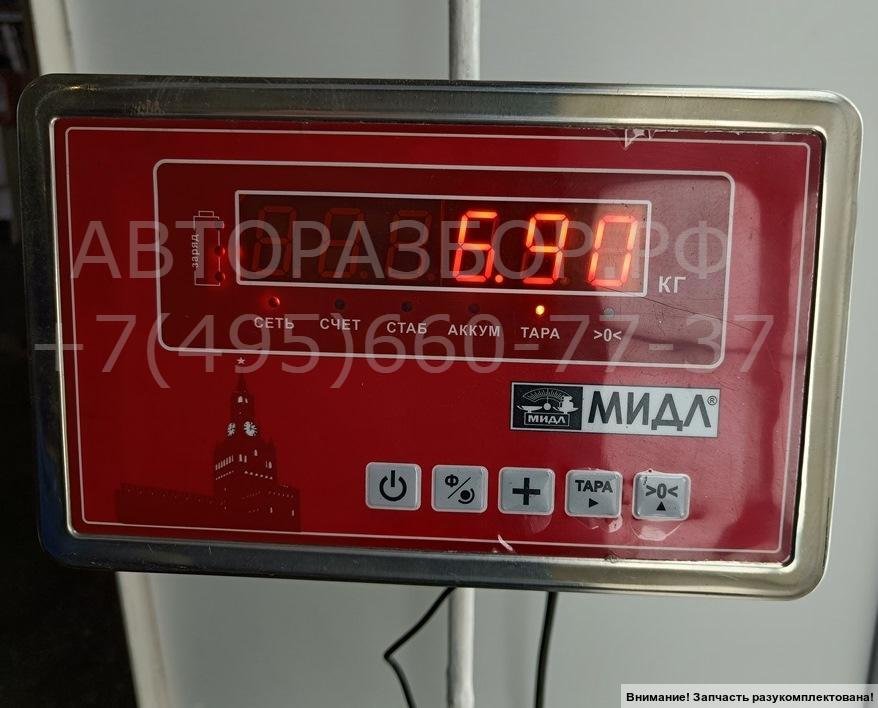 6.90
КГ
заряд
АВТОРАЗБОР.РФ
СЕТЬ СЧЕТ СТАБ АККУМ ТАРА >0<
+7(495)660-77-37
МИДЛ МИДЛ®
Ф ТАРА >0<
Внимание! Запчасть разукомплектована!